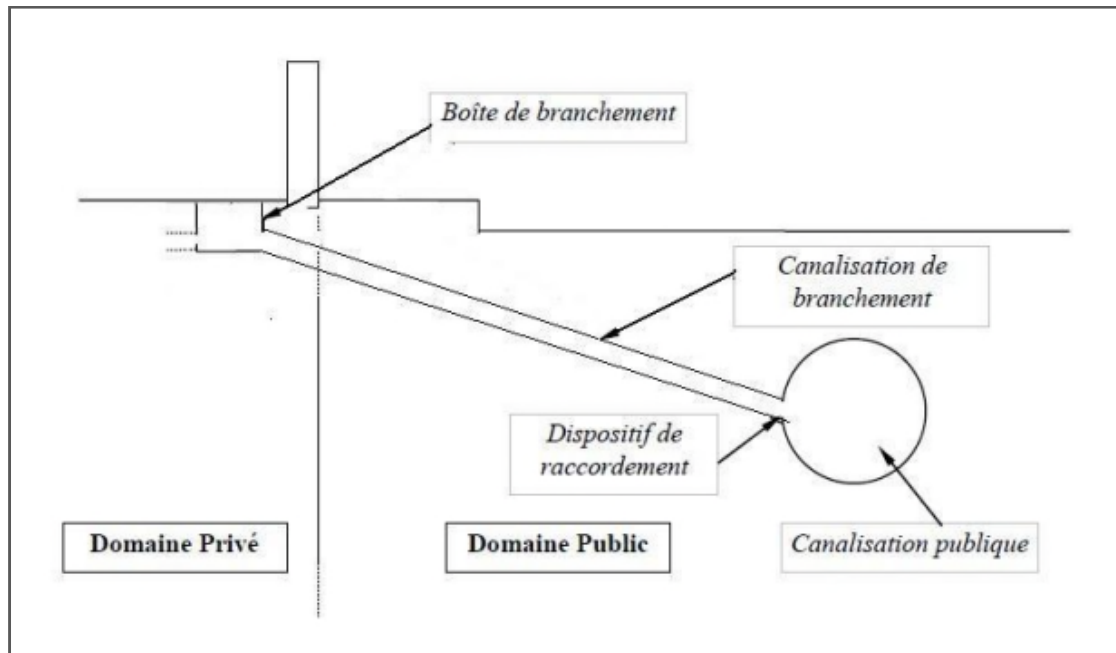 Boîte de
branchement
Canalisation de
branchement
Dispositif de
raccordement
Domaine Privé
Domaine Public
Canalisation publique